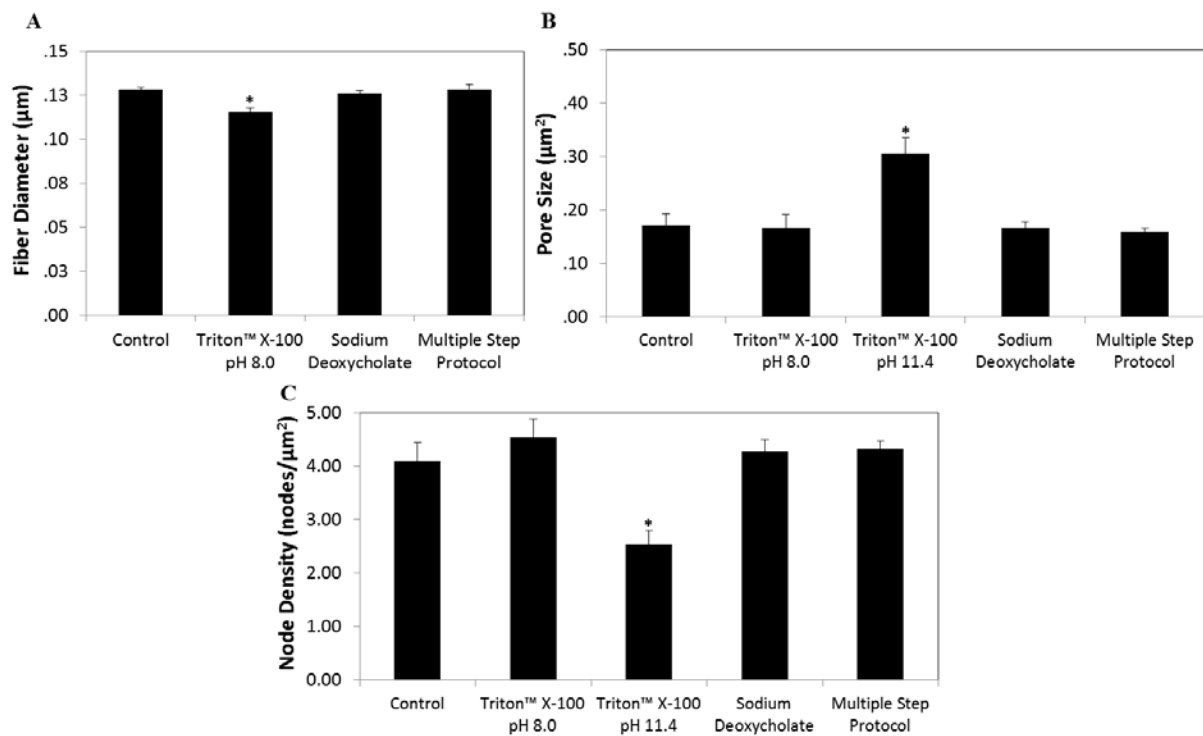 A
Fiber Diameter (µm)
.15
.13
.10
.08
.05
.03
.00
*
Control
Triton™ X-100
pH 8.0
Sodium
Deoxycholate
Multiple Step
Protocol
B
Pore Size (µm²)
.50
.40
.30
.20
.10
.00
*
Control
Triton™ X-100
pH 8.0
Triton™ X-100
pH 11.4
Sodium
Deoxycholate
Multiple Step
Protocol
C
Node Density (nodes/µm²)
5.00
4.00
3.00
2.00
1.00
0.00
*
Control
Triton™ X-100
pH 8.0
Triton™ X-100
pH 11.4
Sodium
Deoxycholate
Multiple Step
Protocol